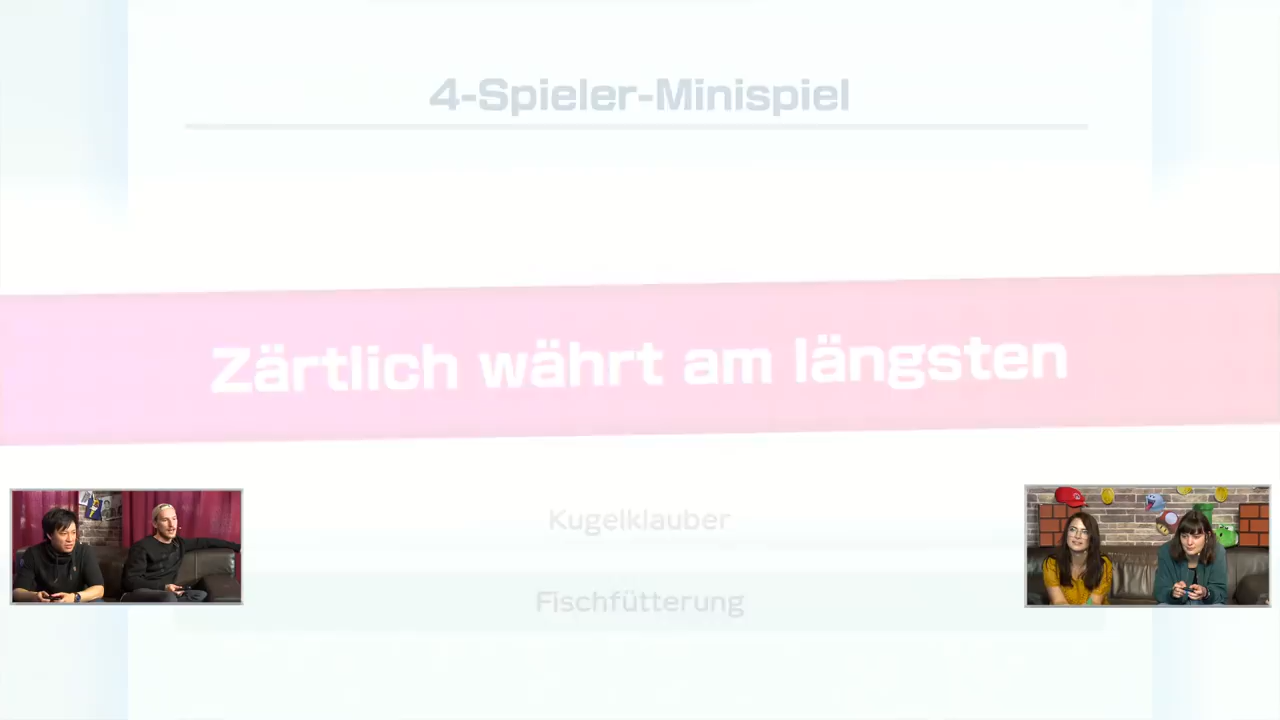 4-Spieler-Minispiel
Zärtlich währt am längsten
Kugelklauber
Fischfütterung